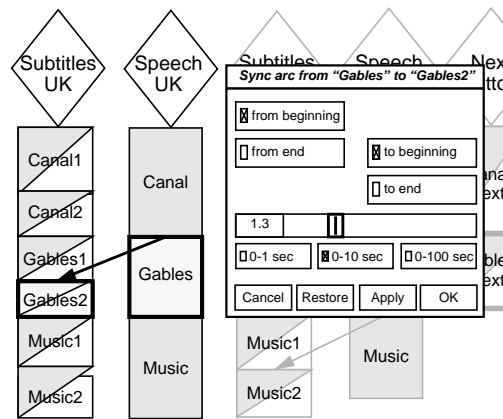 Subtitles
UK
Speech
UK
Subtitles
Speech
Canal1
Canal2
Gables1
Gables2
Music1
Music2
Canal
Gables
Music
Sync arc from “Gables” to “Gables2”
from beginning
from end
to beginning
to end
1.3
0-1 sec
0-10 sec
0-100 sec
Cancel
Restore
Apply
OK
Music1
Music2
Music